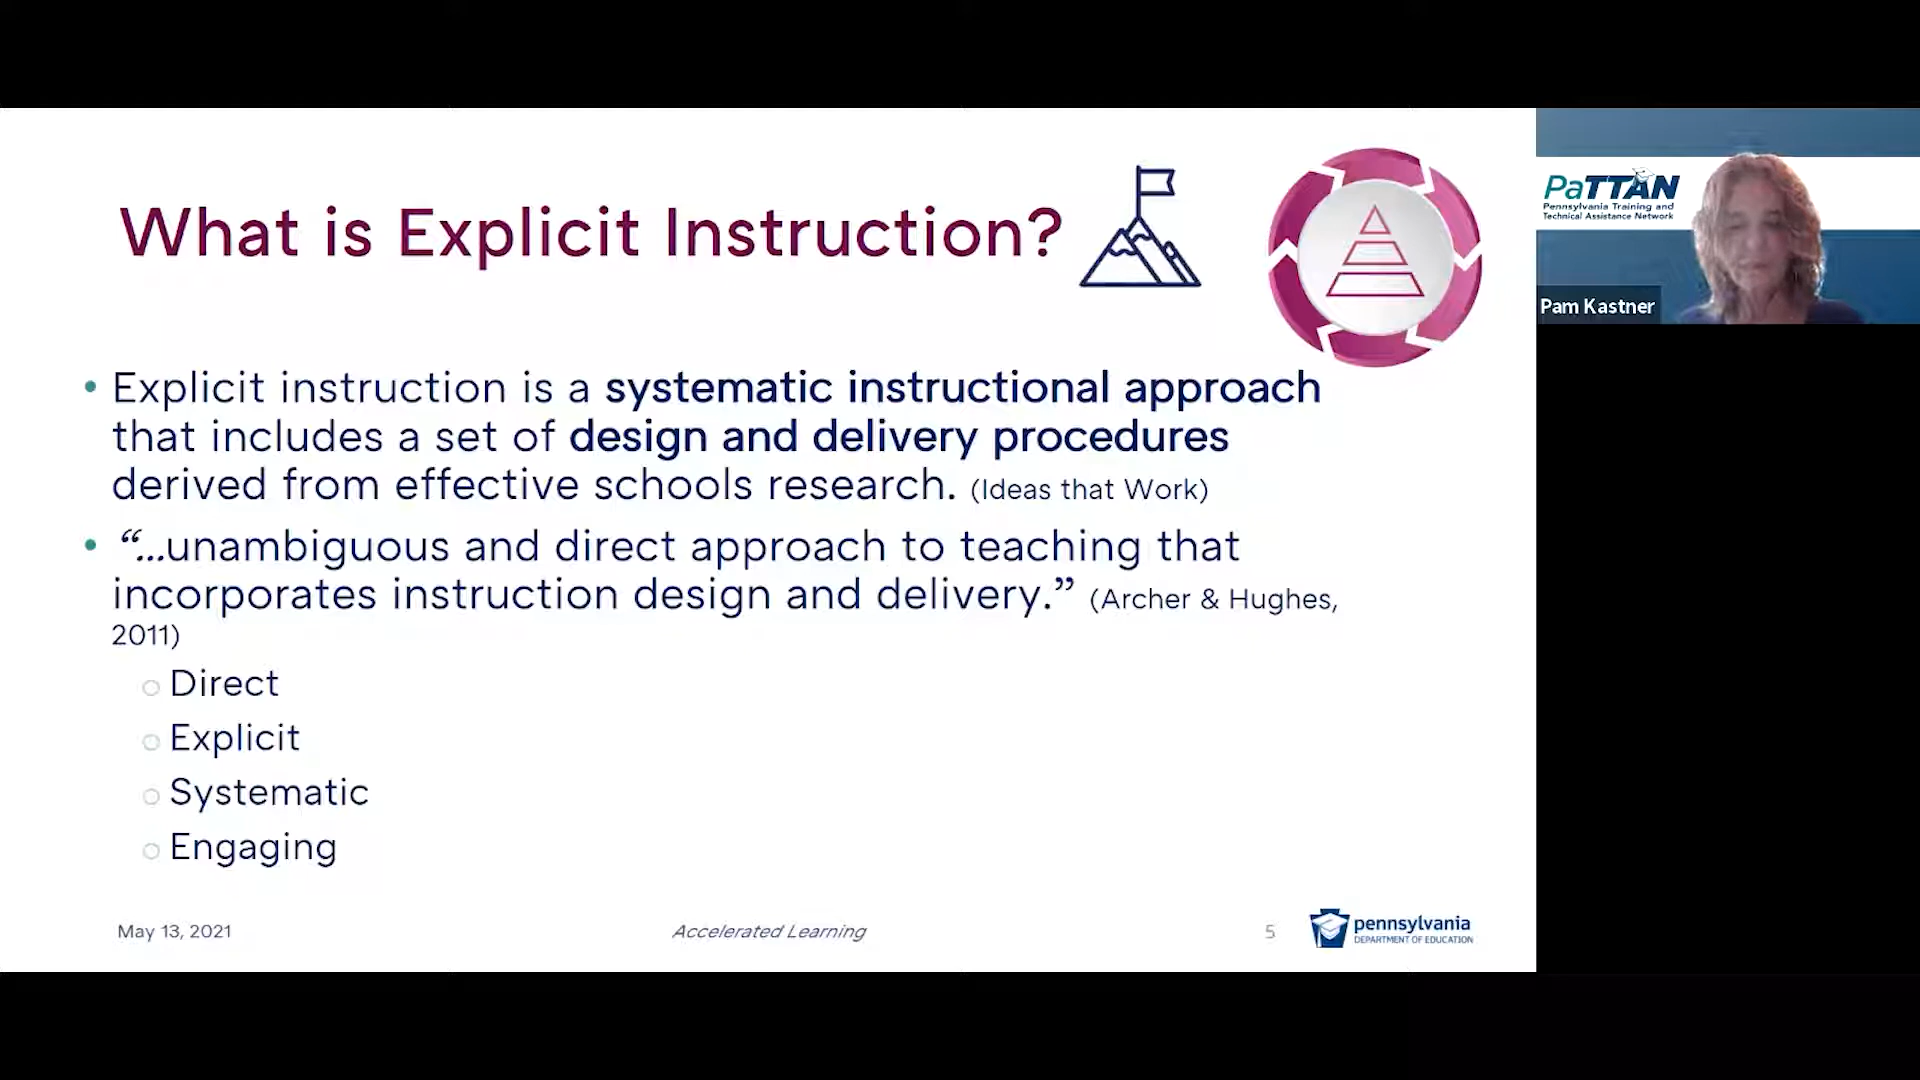 What is Explicit Instruction?
• Explicit instruction is a systematic instructional approach
that includes a set of design and delivery procedures
derived from effective schools research. (Ideas that Work)
• “…unambiguous and direct approach to teaching that
incorporates instruction design and delivery.” (Archer & Hughes,
2011)
○ Direct
○ Explicit
○ Systematic
○ Engaging
May 13, 2021
Accelerated Learning
5
pennsylvania
DEPARTMENT OF EDUCATION
PaTTAN
Pennsylvania Training and
Technical Assistance Network
Pam Kastner